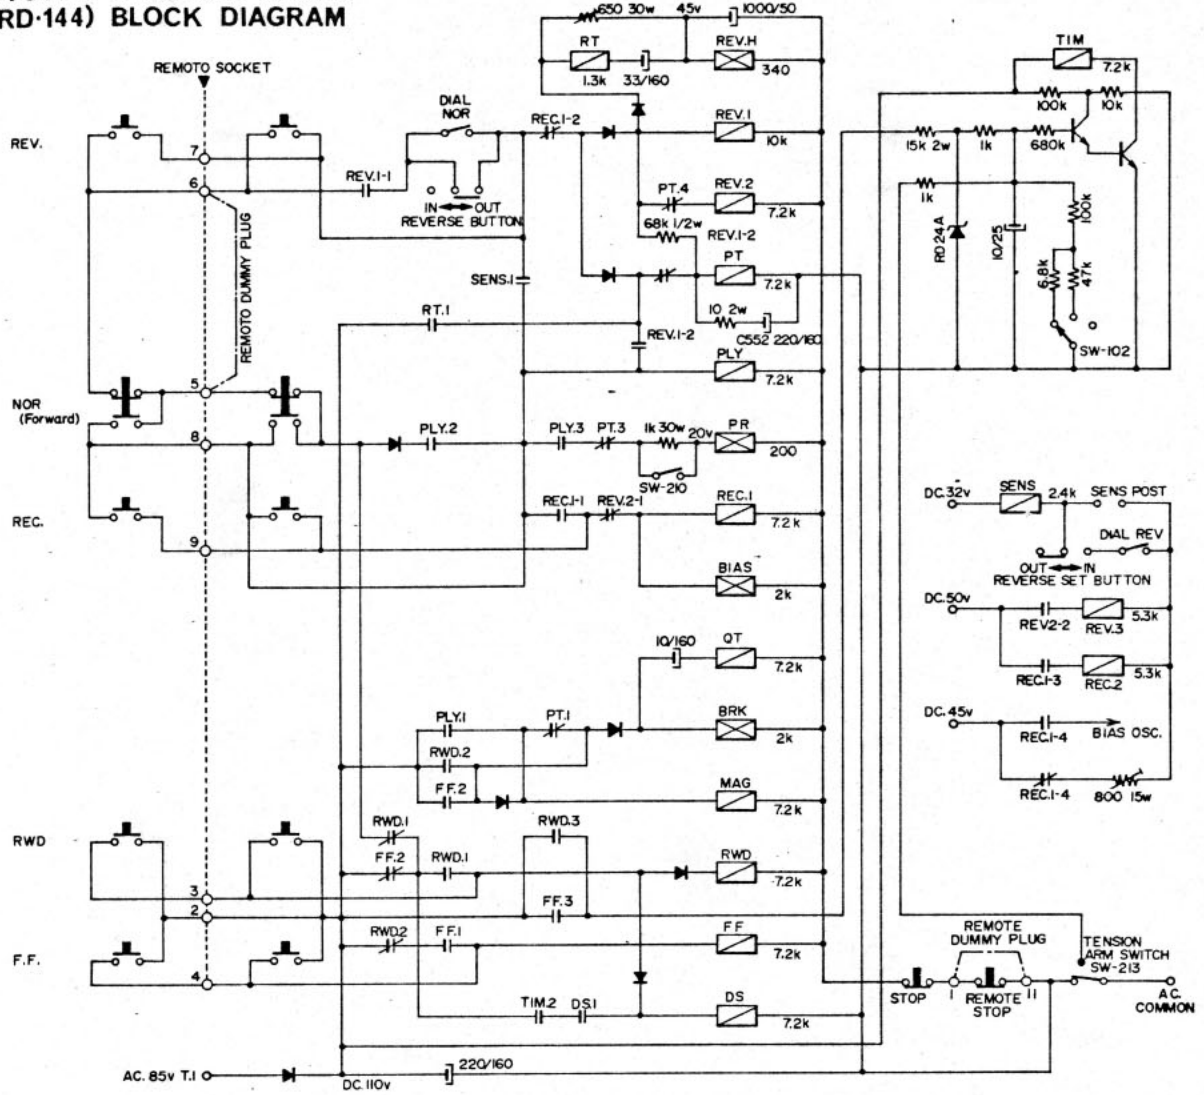 RD·144) BLOCK DIAGRAM
650 30w 45v 1000/50
RT REV.H TIM
1.3k 33/160 340 7.2k
REMOTO SOCKET
100k 10k
DIAL
NOR REC.1-2 REV.1
REV. 10k
7
15k 2w 1k 680k
6 REV.1-1 PT.4 REV.2
IN OUT 7.2k 1k
REVERSE BUTTON
68k 1/2w REV.1-2
100k
REMOTO DUMMY PLUG
RD24A 10/25
PT
SENS.1 7.2k 6.8k 47k
10 2w
RT.1 C552 220/160
REV.1-2 SW-102
PLY
7.2k
5
NOR
(Forward)
8 PLY.2 PLY.3 PT.3 1k 30w 20v PR
200
SW-210
DC.32v SENS 2.4k SENS POST
REC. REC.1-1 REV.2-1 REC.1
7.2k
9
DIAL REV
OUT IN
REVERSE SET BUTTON
BIAS
2k
DC.50v
REV2-2 REV.3 5.3k
10/160 QT
7.2k
REC.1-3 REC.2 5.3k
PLY.1 PT.1 BRK
2k
DC.45v
REC.1-4 BIAS OSC.
RWD.2
FF.2 MAG
7.2k
REC.1-4 800 15w
RWD RWD.1 RWD.3
FF.2 RWD.1 RWD
7.2k
3
2 FF.3
RWD.2 FF.1 FF
7.2k
F.F.
4
REMOTE
DUMMY PLUG
TENSION
ARM SWITCH
SW-213
STOP I REMOTE
STOP 11 A.C.
COMMON
TIM.2 DS.1 DS
7.2k
AC. 85v T.1 DC. 110v 220/160